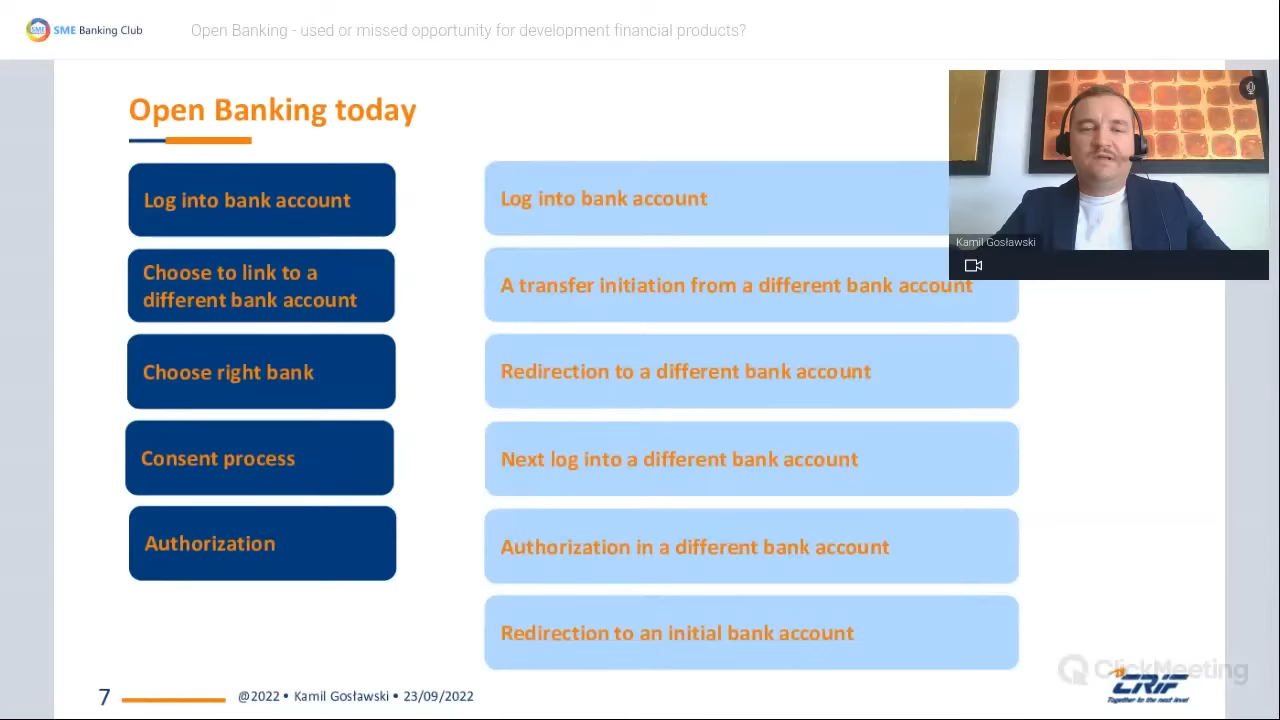 SME
SME Banking Club
Open Banking - used or missed opportunity for development financial products?
Open Banking today
Log into bank account
Choose to link to a
different bank account
Choose right bank
Consent process
Authorization
Log into bank account
A transfer initiation from a different bank account
Redirection to a different bank account
Next log into a different bank account
Authorization in a different bank account
Redirection to an initial bank account
Kamil Gosławski
7
@2022 • Kamil Gosławski • 23/09/2022
ClickMeeting
CRIF
Together to the next level